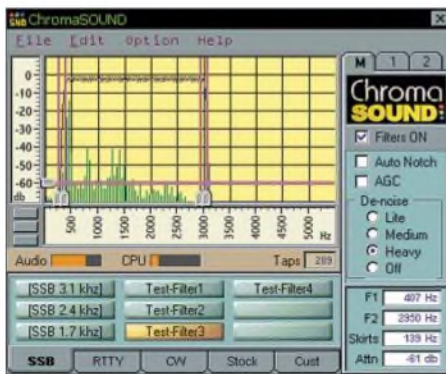 SNB ChromaSOUND
File Edit Option Help
M 1 2
Chroma
SOUND
0
-10
-20
-30
-40
-50
-60
db
500 1000 1500 2000 2500 3000 3500 4000 4500 5000 Hz
Audio CPU Taps 289
[SSB 3.1 khz] Test-Filter1 Test-Filter4
[SSB 2.4 khz] Test-Filter2
[SSB 1.7 khz] Test-Filter3
SSB RTTY CW Stock Cust
Filters ON
Auto Notch
AGC
De-noise
Lite
Medium
Heavy
Off
F1 407 Hz
F2 2950 Hz
Skirts 139 Hz
Attn -61 db